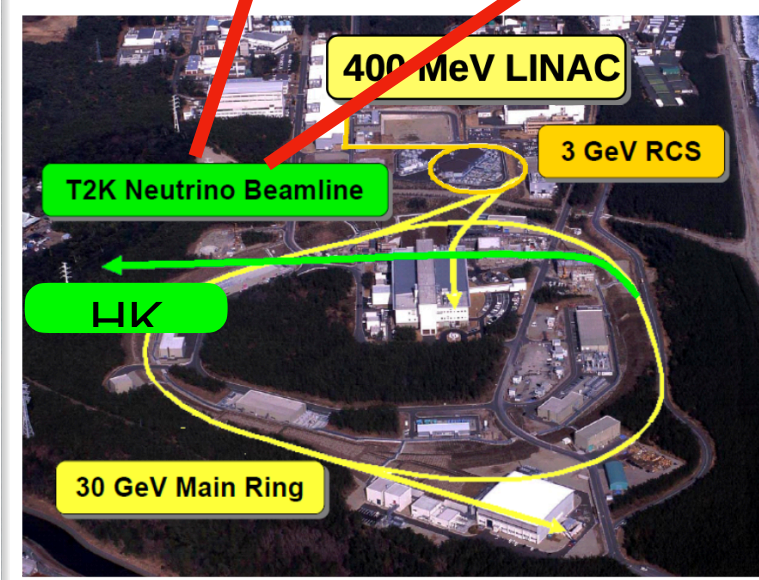 400 MeV LINAC
3 GeV RCS
T2K Neutrino Beamline
HK
30 GeV Main Ring